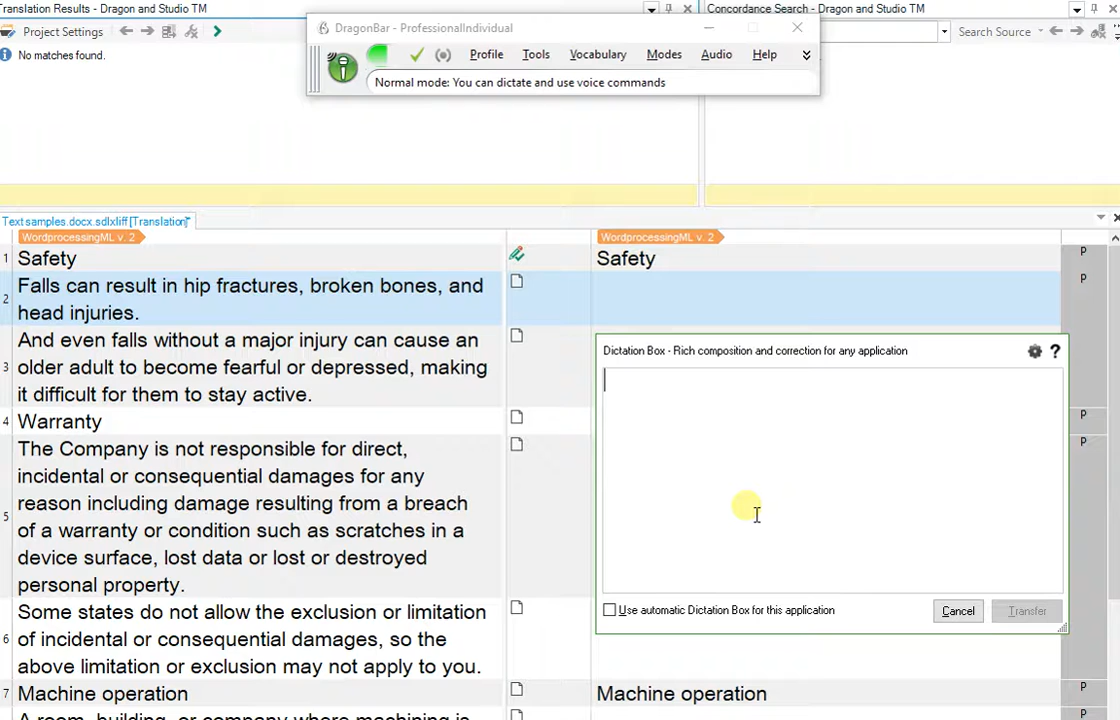 Translation Results - Dragon and Studio TM
Concordance Search - Dragon and Studio TM
Project Settings
Search Source
No matches found.
DragonBar - ProfessionalIndividual
Profile Tools Vocabulary Modes Audio Help
Normal mode: You can dictate and use voice commands
Text samples.docx.sdlxliff [Translation]*
WordprocessingML v. 2
WordprocessingML v. 2
1 Safety
Safety
P
2 Falls can result in hip fractures, broken bones, and
head injuries.
P
3 And even falls without a major injury can cause an
older adult to become fearful or depressed, making
it difficult for them to stay active.
4 Warranty
P
5 The Company is not responsible for direct,
incidental or consequential damages for any
reason including damage resulting from a breach
of a warranty or condition such as scratches in a
device surface, lost data or lost or destroyed
personal property.
P
6 Some states do not allow the exclusion or limitation
of incidental or consequential damages, so the
above limitation or exclusion may not apply to you.
7 Machine operation
Machine operation
P
A room, building, or company where machining is
P
Dictation Box - Rich composition and correction for any application
?
Use automatic Dictation Box for this application
Cancel
Transfer